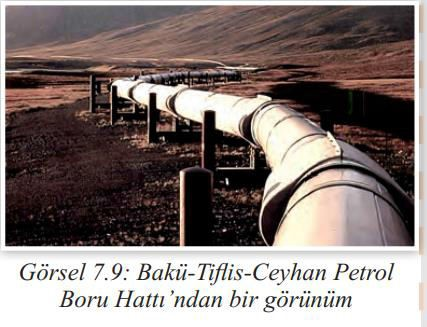 Görsel 7.9: Bakü-Tiflis-Ceyhan Petrol
Boru Hattı’ndan bir görünüm